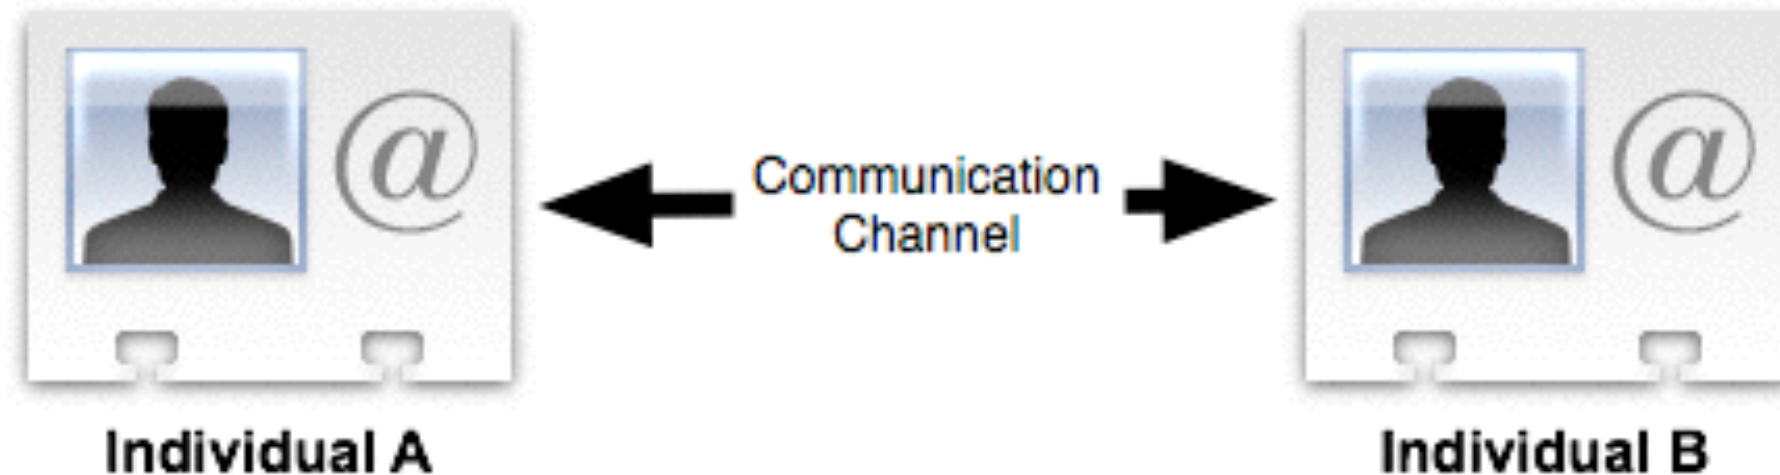 @
Communication
Channel
@
Individual A
Individual B